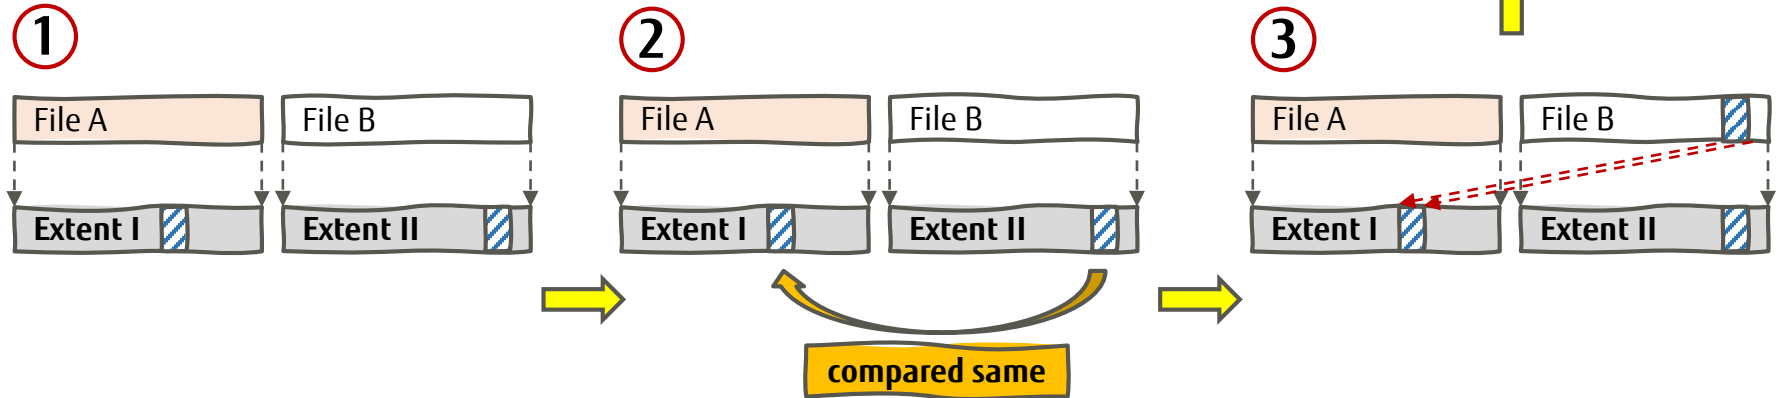 1
2
3
File A
File B
File A
File B
File A
File B
Extent I
Extent II
Extent I
Extent II
Extent I
Extent II
compared same